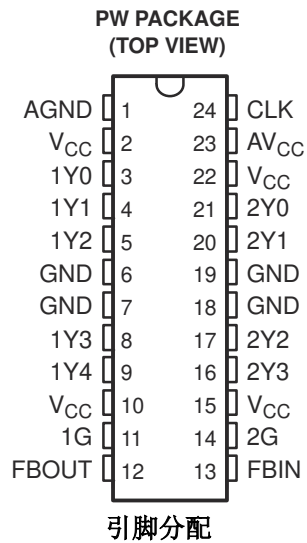 PW PACKAGE
(TOP VIEW)
AGND 1 24 CLK
VCC 2 23 AVCC
1Y0 3 22 VCC
1Y1 4 21 2Y0
1Y2 5 20 2Y1
GND 6 19 GND
GND 7 18 GND
1Y3 8 17 2Y2
1Y4 9 16 2Y3
VCC 10 15 VCC
1G 11 14 2G
FBOUT 12 13 FBIN
引脚分配